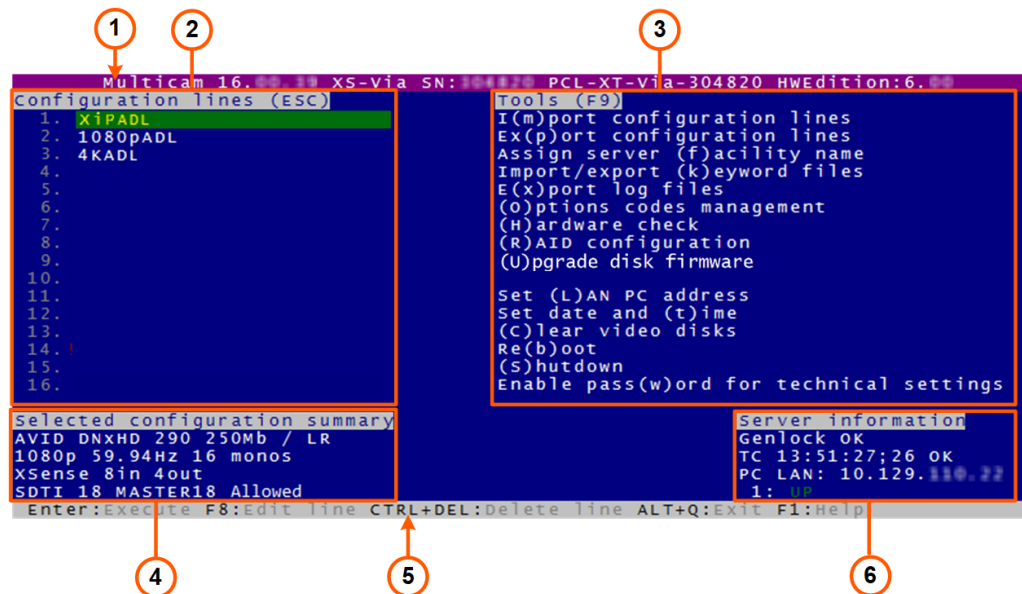 1
2
3
Multicam 16. XS-Via SN: PCL-XT-Via-304820 HWEdition:6.
Configuration lines (ESC)
1. XiPADL
2. 1080pADL
3. 4KADL
4.
5.
6.
7.
8.
9.
10.
11.
12.
13.
14.
15.
16.
Tools (F9)
I(m)port configuration lines
Ex(p)ort configuration lines
Assign server (f)acility name
Import/export (k)eyword files
E(x)port log files
(O)ptions codes management
(H)ardware check
(R)AID configuration
(U)pgrade disk firmware
Set (L)AN PC address
Set date and (t)ime
(C)lear video disks
Re(b)oot
(S)hutdown
Enable pass(w)ord for technical settings
Selected configuration summary
AVID DNxHD 290 250Mb / LR
1080p 59.94Hz 16 monos
XSense 8in 4out
SDTI 18 MASTER18 Allowed
Server information
Genlock OK
TC 13:51:27;26 OK
PC LAN: 10.129.
1: UP
Enter:Execute F8:Edit line CTRL+DEL:Delete line ALT+Q:Exit F1:Help
4
5
6